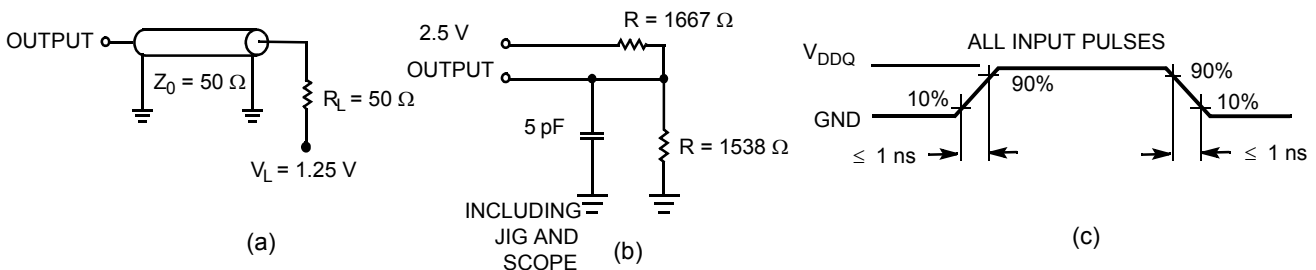 OUTPUT
Z0 = 50 Ω
RL = 50 Ω
VL = 1.25 V
(a)
R = 1667 Ω
2.5 V
OUTPUT
5 pF
R = 1538 Ω
INCLUDING
JIG AND
SCOPE
(b)
ALL INPUT PULSES
VDDQ
90%
90%
10%
10%
GND
≤ 1 ns
≤ 1 ns
(c)